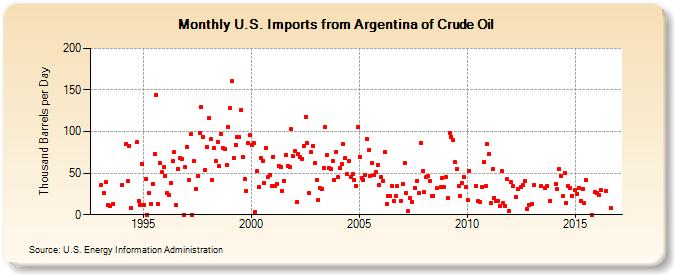 Monthly U.S. Imports from Argentina of Crude Oil
Thousand Barrels per Day
200
150
100
50
0
1995 2000 2005 2010 2015
Source: U.S. Energy Information Administration